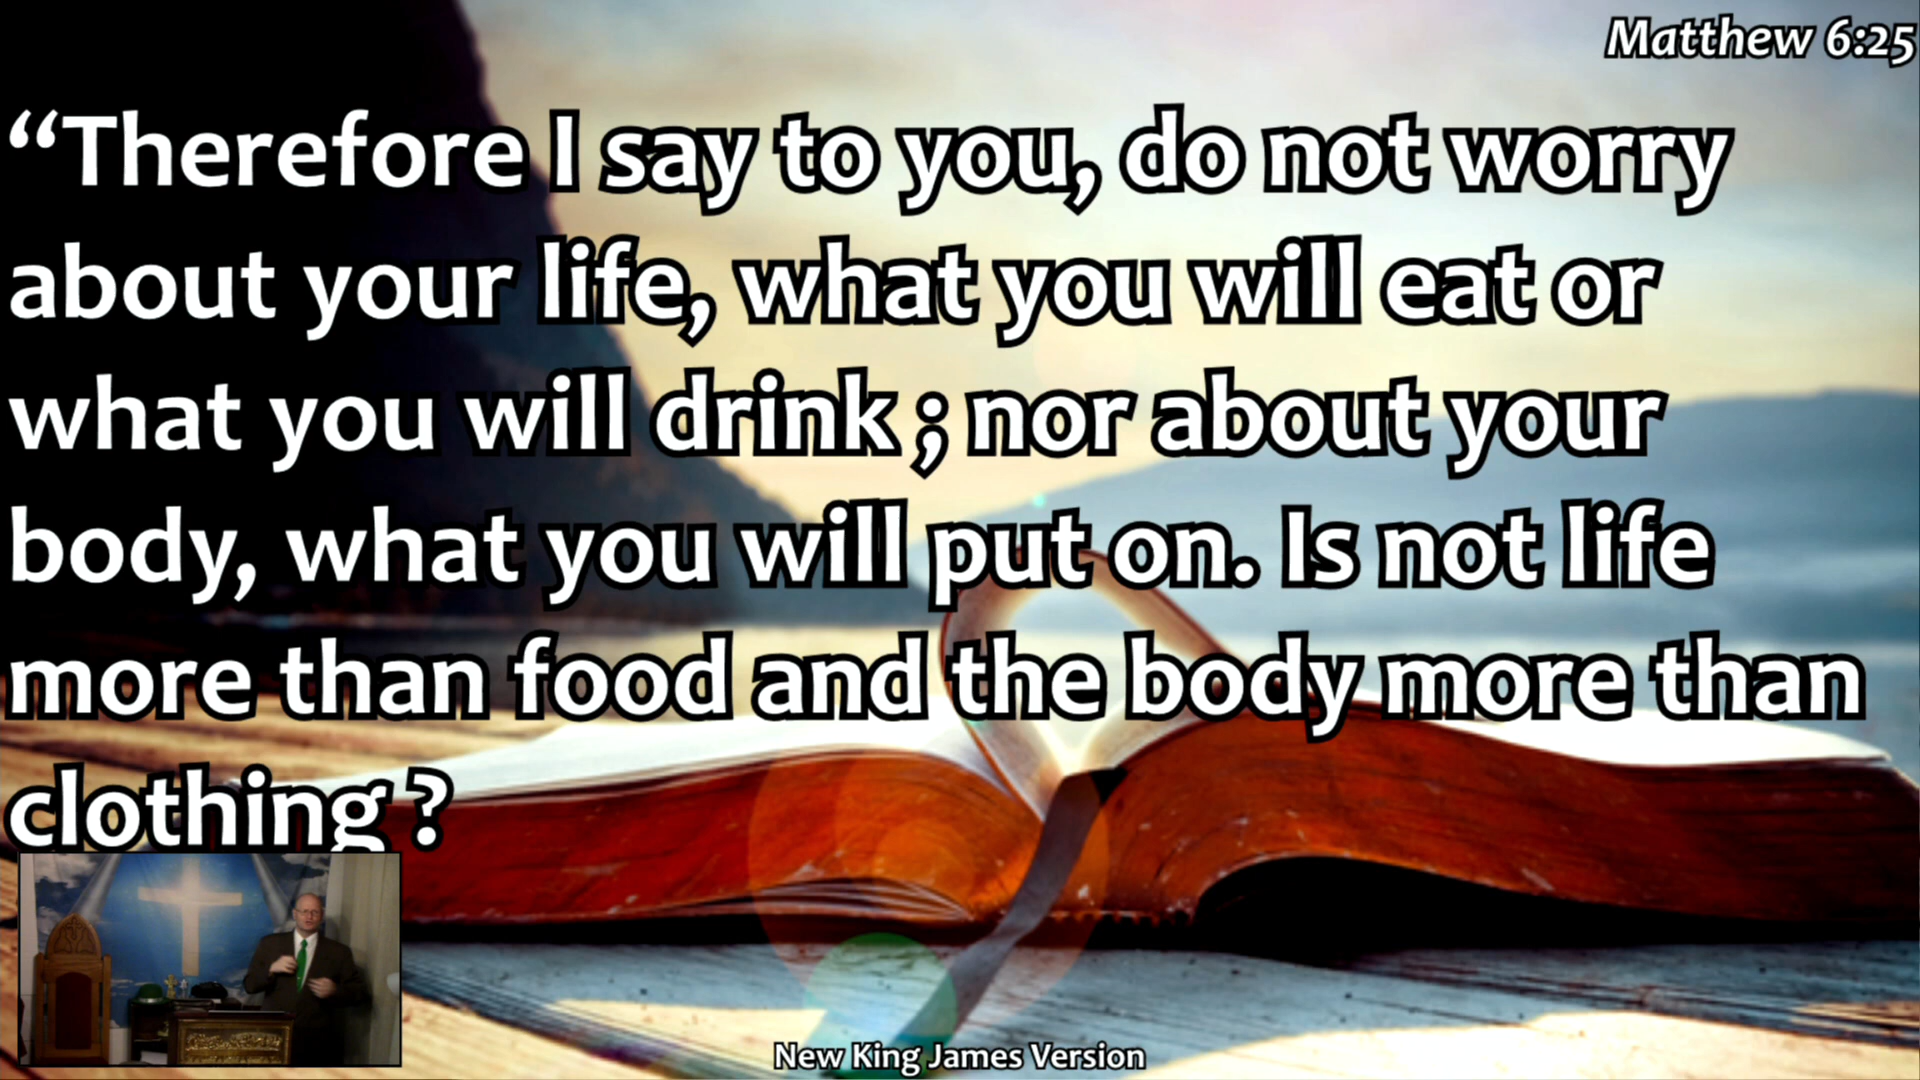 Matthew 6:25
“Therefore I say to you, do not worry
about your life, what you will eat or
what you will drink ; nor about your
body, what you will put on. Is not life
more than food and the body more than
clothing ?
New King James Version